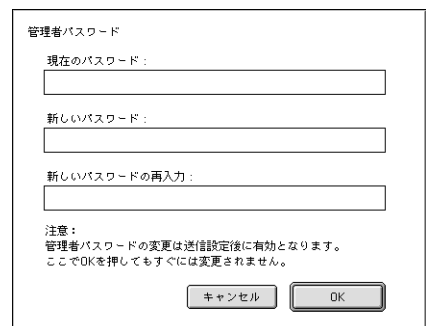 管理者パスワード
現在のパスワード：
新しいパスワード：
新しいパスワードの再入力：
注意：
管理者パスワードの変更は送信設定後に有効となります。
ここでOKを押してもすぐには変更されません。
キャンセル
OK